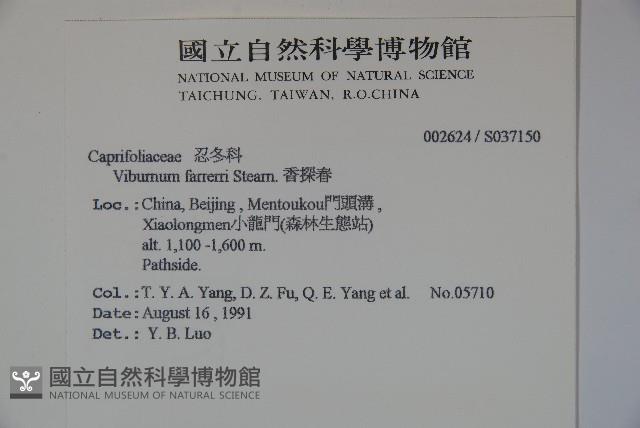 國立自然科學博物館
NATIONAL MUSEUM OF NATURAL SCIENCE
TAICHUNG. TAIWAN, R.O.CHINA
002624 / S037150
Caprifoliaceae 忍冬科
Viburnum farrerri Stearn. 香探春
Loc.:China, Beijing , Mentoukou門頭溝 ,
Xiaolongmen小龍門(森林生態站)
alt. 1,100 -1,600 m.
Pathside.
Col.:T. Y. A. Yang, D. Z. Fu, Q. E. Yang et al. No.05710
Date:August 16 , 1991
Det.: Y. B. Luo
國立自然科學博物館
NATIONAL MUSEUM OF NATURAL SCIENCE